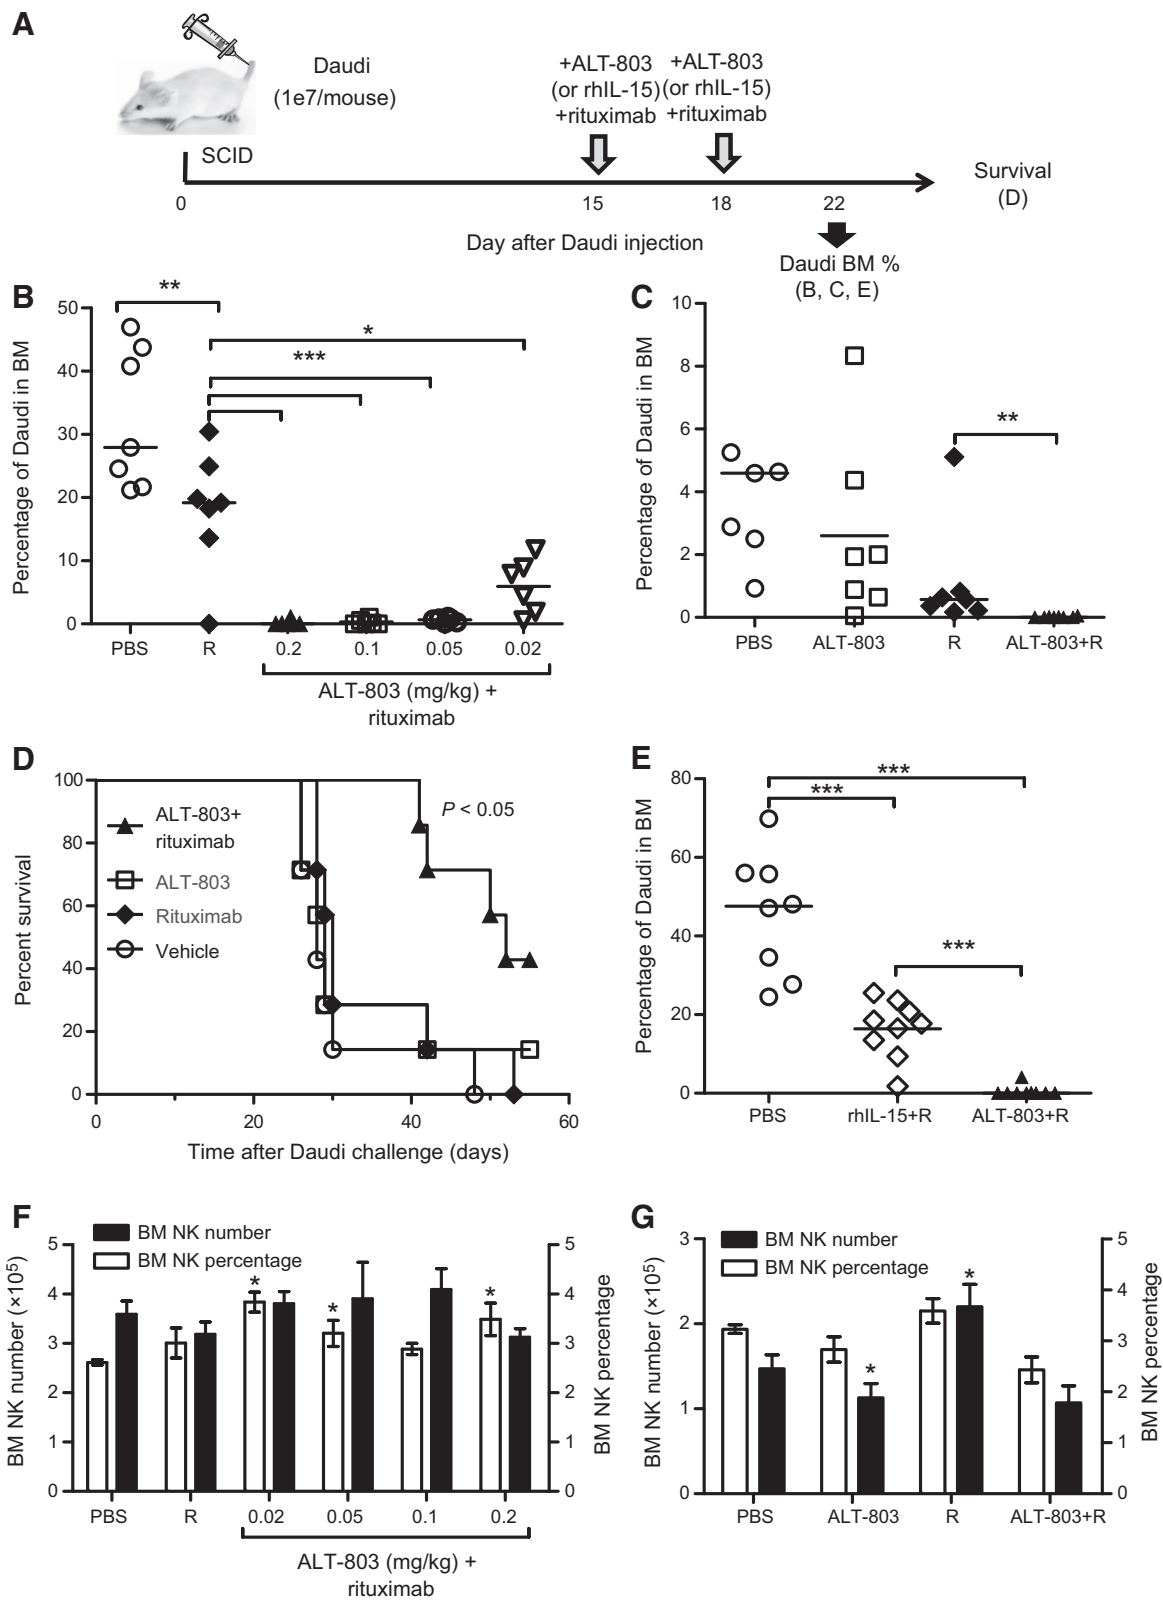 A
Daudi
(1e7/mouse)
SCID
+ALT-803
(or rhIL-15)
+rituximab
+ALT-803
(or rhIL-15)
+rituximab
Survival
(D)
0
15
18
22
Day after Daudi injection
Daudi BM %
(B, C, E)
B
Percentage of Daudi in BM
50
40
30
20
10
0
**
*
***
PBS
R
0.2
0.1
0.05
0.02
ALT-803 (mg/kg) +
rituximab
C
Percentage of Daudi in BM
10
8
6
4
2
0
**
PBS
ALT-803
R
ALT-803+R
D
Percent survival
100
80
60
40
20
0
ALT-803+
rituximab
ALT-803
Rituximab
Vehicle
P < 0.05
0
20
40
60
Time after Daudi challenge (days)
E
Percentage of Daudi in BM
80
60
40
20
0
***
***
***
PBS
rhIL-15+R
ALT-803+R
F
BM NK number
BM NK percentage
BM NK number (×10⁵)
5
4
3
2
1
0
*
*
*
5
4
3
2
1
0
BM NK percentage
PBS
R
0.02
0.05
0.1
0.2
ALT-803 (mg/kg) +
rituximab
G
BM NK number
BM NK percentage
BM NK number (×10⁵)
3
2
1
0
*
*
5
4
3
2
1
0
BM NK percentage
PBS
ALT-803
R
ALT-803+R